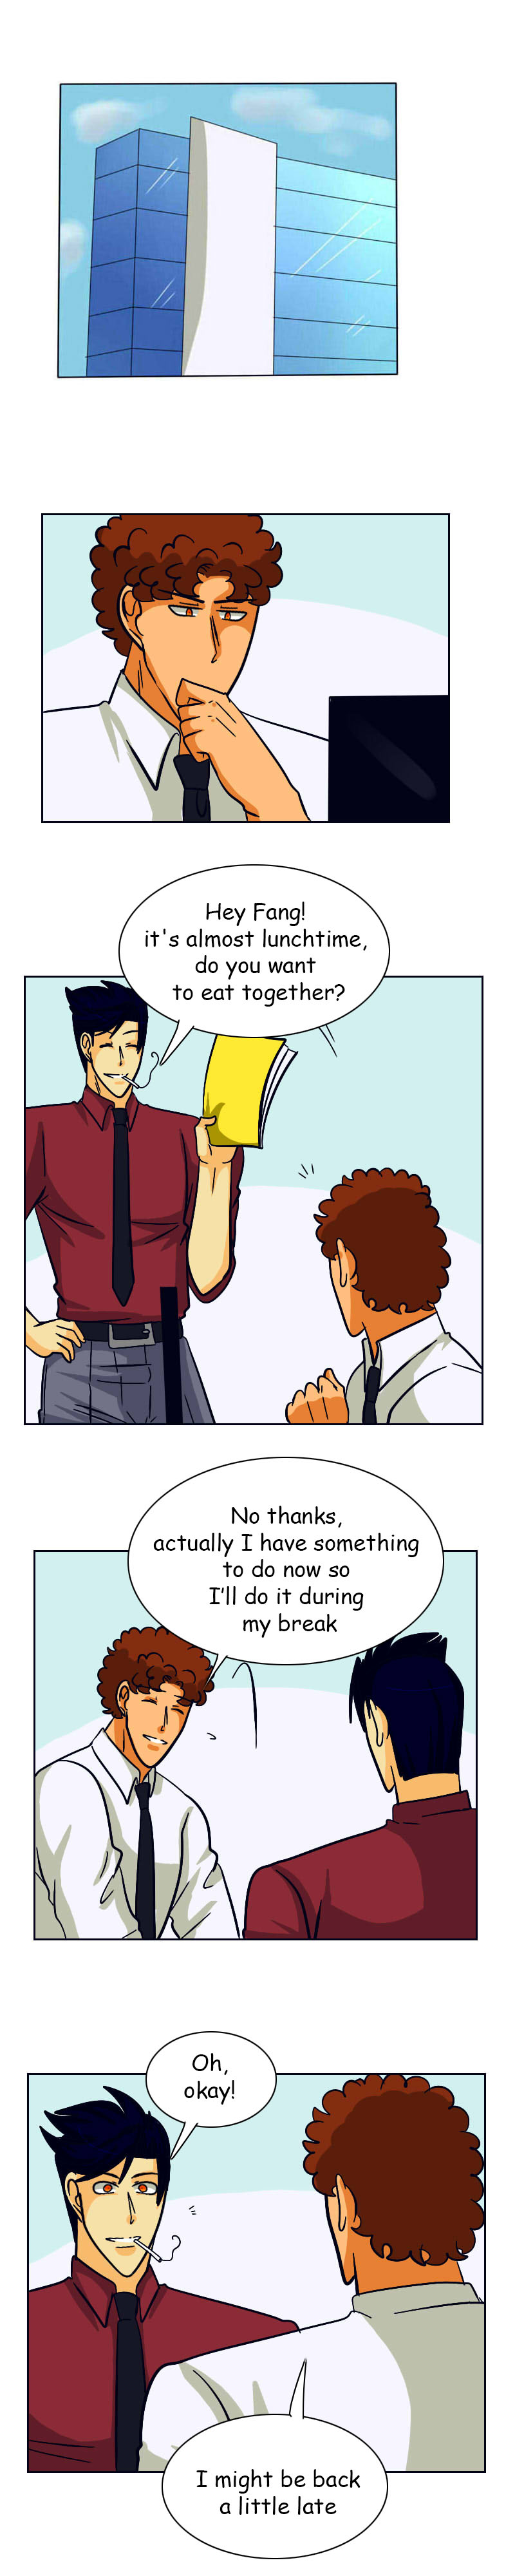 Hey Fang!
it's almost lunchtime,
do you want
to eat together?
No thanks,
actually I have something
to do now so
I'll do it during
my break
Oh,
okay!
I might be back
a little late